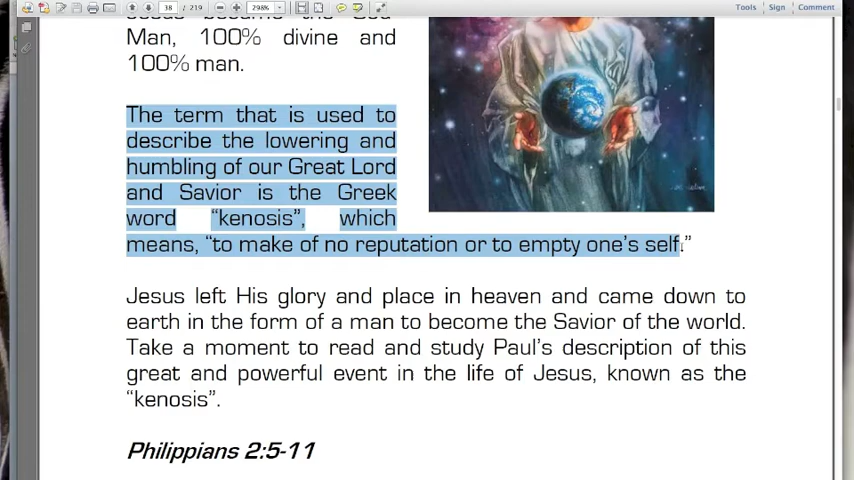 38 / 219
298%
Tools Sign Comment
Man, 100% divine and
100% man.
The term that is used to
describe the lowering and
humbling of our Great Lord
and Savior is the Greek
word “kenosis”, which
means, “to make of no reputation or to empty one’s self.”
Jesus left His glory and place in heaven and came down to
earth in the form of a man to become the Savior of the world.
Take a moment to read and study Paul’s description of this
great and powerful event in the life of Jesus, known as the
“kenosis”.
Philippians 2:5-11